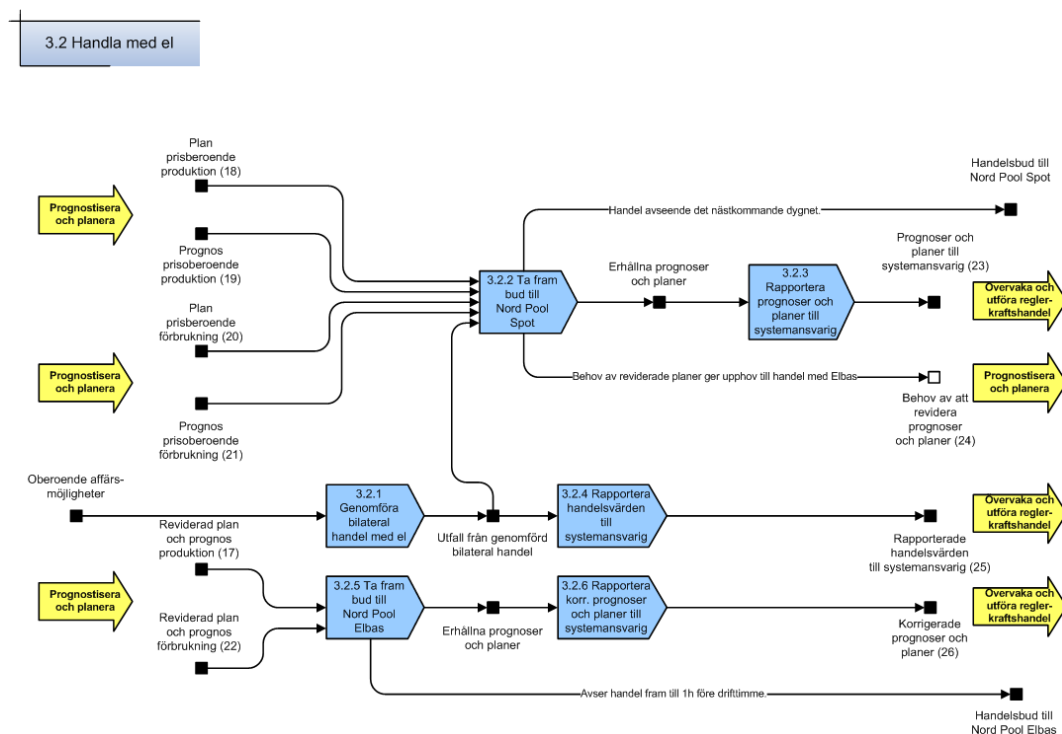 3.2 Handla med el
Plan
prisberoende
produktion (18)
Handelsbud till
Nord Pool Spot
Prognostisera
och planera
Handel avseende det nästkommande dygnet.
Prognos
prisoberoende
produktion (19)
Prognoser och
planer till
systemansvarig (23)
3.2.2 Ta fram
bud till
Nord Pool
Spot
Erhållna prognoser
och planer
3.2.3
Rapportera
prognoser och
planer till
systemansvarig
Övervaka och
utföra regler-
kraftshandel
Plan
prisberoende
förbrukning (20)
Prognostisera
och planera
Behov av reviderade planer ger upphov till handel med Elbas
Prognostisera
och planera
Behov av att
revidera
prognoser
och planer (24)
Prognos
prisoberoende
förbrukning (21)
Oberoende affärs-
möjligheter
3.2.1
Genomföra
bilateral
handel med el
Utfall från genomförd
bilateral handel
3.2.4 Rapportera
handelsvärden
till
systemansvarig
Övervaka och
utföra regler-
kraftshandel
Rapporterade
handelsvärden
till systemansvarig (25)
Reviderad plan
och prognos
produktion (17)
Prognostisera
och planera
3.2.5 Ta fram
bud till
Nord Pool
Elbas
Erhållna prognoser
och planer
3.2.6 Rapportera
korr. prognoser
och planer till
systemansvarig
Övervaka och
utföra regler-
kraftshandel
Korrigerade
prognoser och
planer (26)
Reviderad plan
och prognos
förbrukning (22)
Avser handel fram till 1h före drifttimme.
Handelsbud till
Nord Pool Elbas